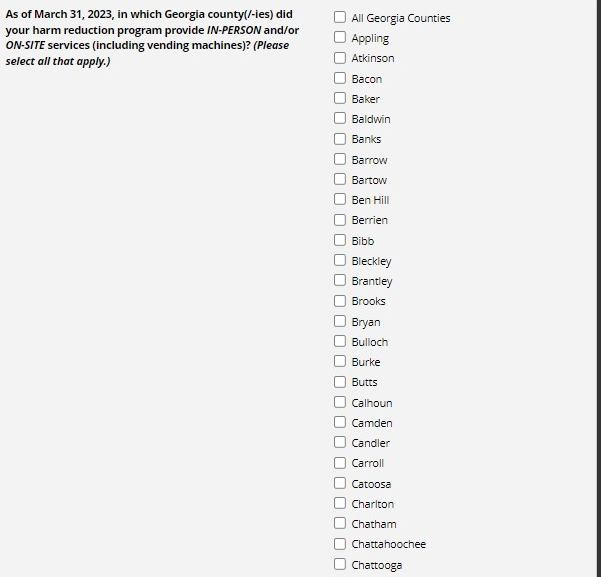 As of March 31, 2023, in which Georgia county(/-ies) did
your harm reduction program provide IN-PERSON and/or
ON-SITE services (including vending machines)? (Please
select all that apply.)
All Georgia Counties
Appling
Atkinson
Bacon
Baker
Baldwin
Banks
Barrow
Bartow
Ben Hill
Berrien
Bibb
Bleckley
Brantley
Brooks
Bryan
Bulloch
Burke
Butts
Calhoun
Camden
Candler
Carroll
Catoosa
Charlton
Chatham
Chattahoochee
Chattooga